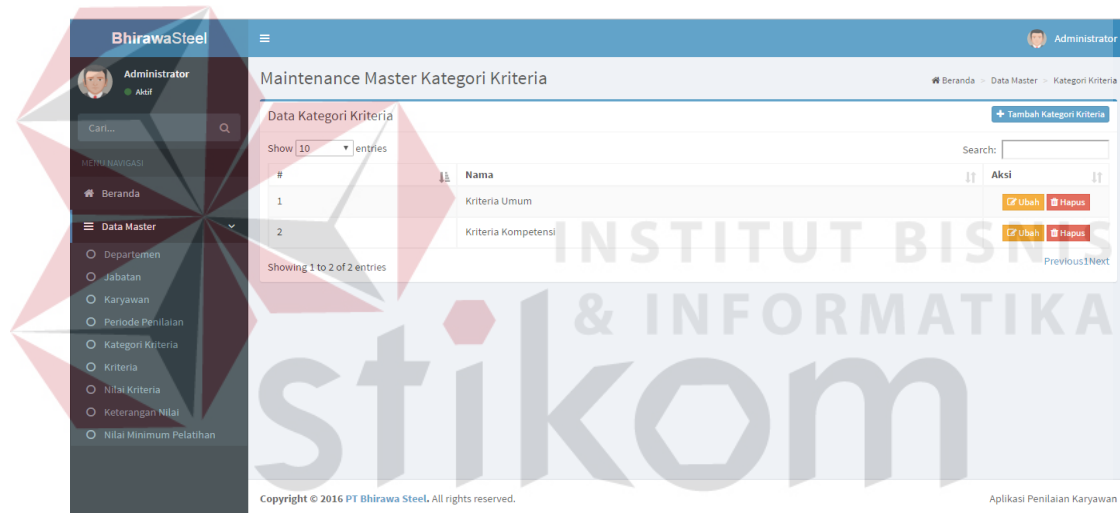 BhirawaSteel
Administrator
Administrator
Aktif
Maintenance Master Kategori Kriteria
Beranda > Data Master > Kategori Kriteria
Cari...
MENU NAVIGASI
Beranda
Data Master
Departemen
Jabatan
Karyawan
Periode Penilaian
Kategori Kriteria
Kriteria
Nilai Kriteria
Keterangan Nilai
Nilai Minimum Pelatihan
Data Kategori Kriteria
+ Tambah Kategori Kriteria
Show 10 entries
Search:
# Nama Aksi
1 Kriteria Umum Ubah Hapus
2 Kriteria Kompetensi Ubah Hapus
Showing 1 to 2 of 2 entries
Previous1Next
INSTITUT BISNIS
& INFORMATIKA
stikom
Copyright © 2016 PT Bhirawa Steel. All rights reserved.
Aplikasi Penilaian Karyawan